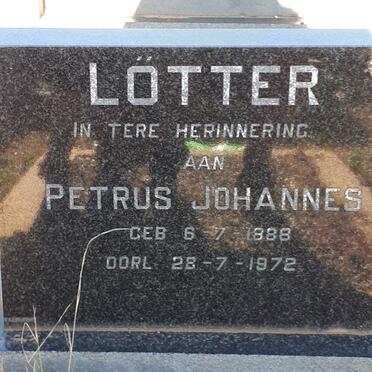 LÖTTER
IN TERE HERINNERING
AAN
PETRUS JOHANNES
GEB 6-7-1888
OORL. 28-7-1972